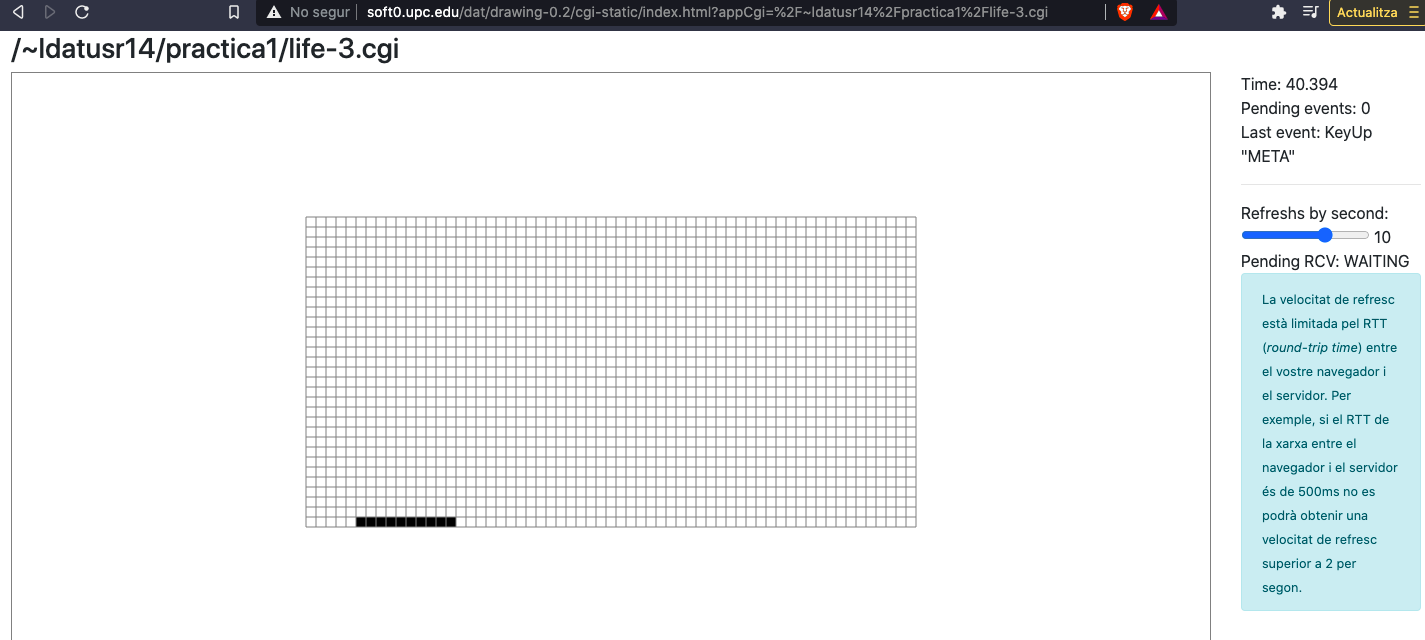 No segur
soft0.upc.edu/dat/drawing-0.2/cgi-static/index.html?appCgi=%2F~ldatusr14%2Fpractica1%2Flife-3.cgi
Actualitza
/~ldatusr14/practica1/life-3.cgi
Time: 40.394
Pending events: 0
Last event: KeyUp
"META"
Refreshs by second:
10
Pending RCV: WAITING
La velocitat de refresc
està limitada pel RTT
(round-trip time) entre
el vostre navegador i
el servidor. Per
exemple, si el RTT de
la xarxa entre el
navegador i el servidor
és de 500ms no es
podrà obtenir una
velocitat de refresc
superior a 2 per
segon.